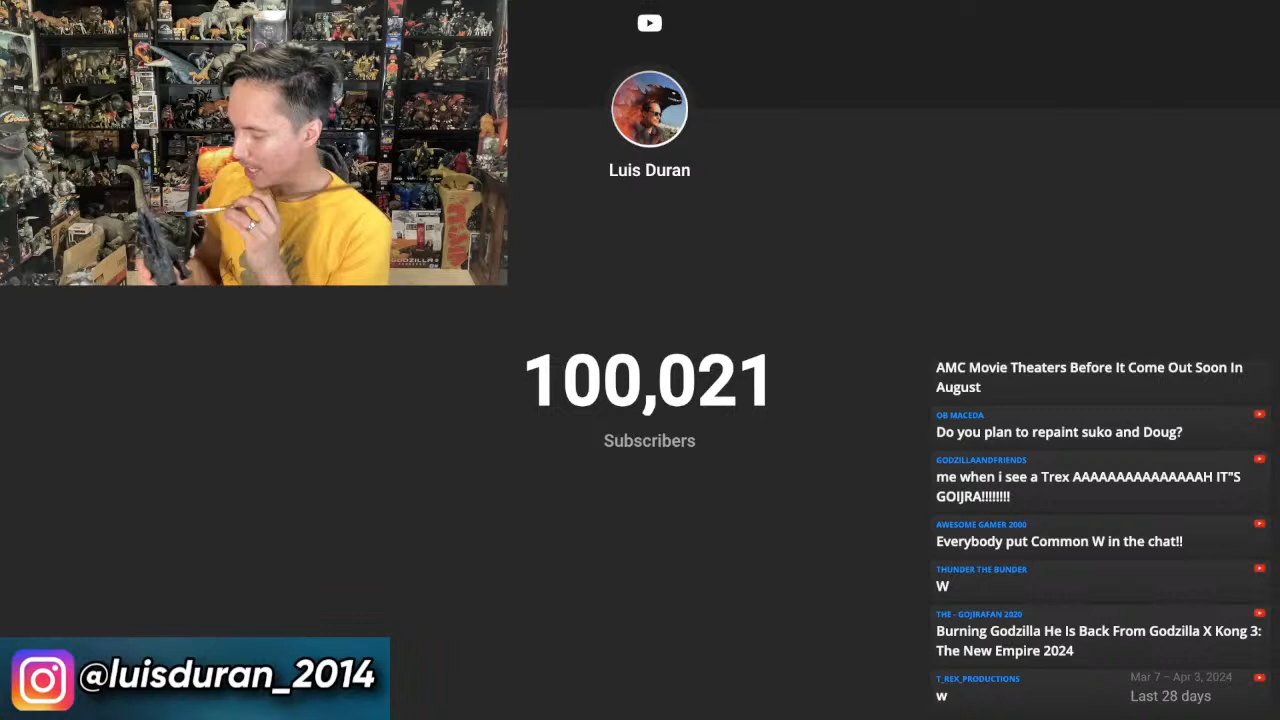 Luis Duran
100,021
Subscribers
AMC Movie Theaters Before It Come Out Soon In
August
QB MACEDA
Do you plan to repaint suko and Doug?
GODZILLAANDFRIENDS
me when i see a Trex AAAAAAAAAAAAAAAH IT"S
GOIJRA!!!!!!!!
AWESOME GAMER 2000
Everybody put Common W in the chat!!
THUNDER THE BUNDER
W
THE - GOJIRAFAN 2020
Burning Godzilla He Is Back From Godzilla X Kong 3:
The New Empire 2024
T_REX_PRODUCTIONS
w
Mar 7 – Apr 3, 2024
Last 28 days
@luisduran_2014
GODZILLA